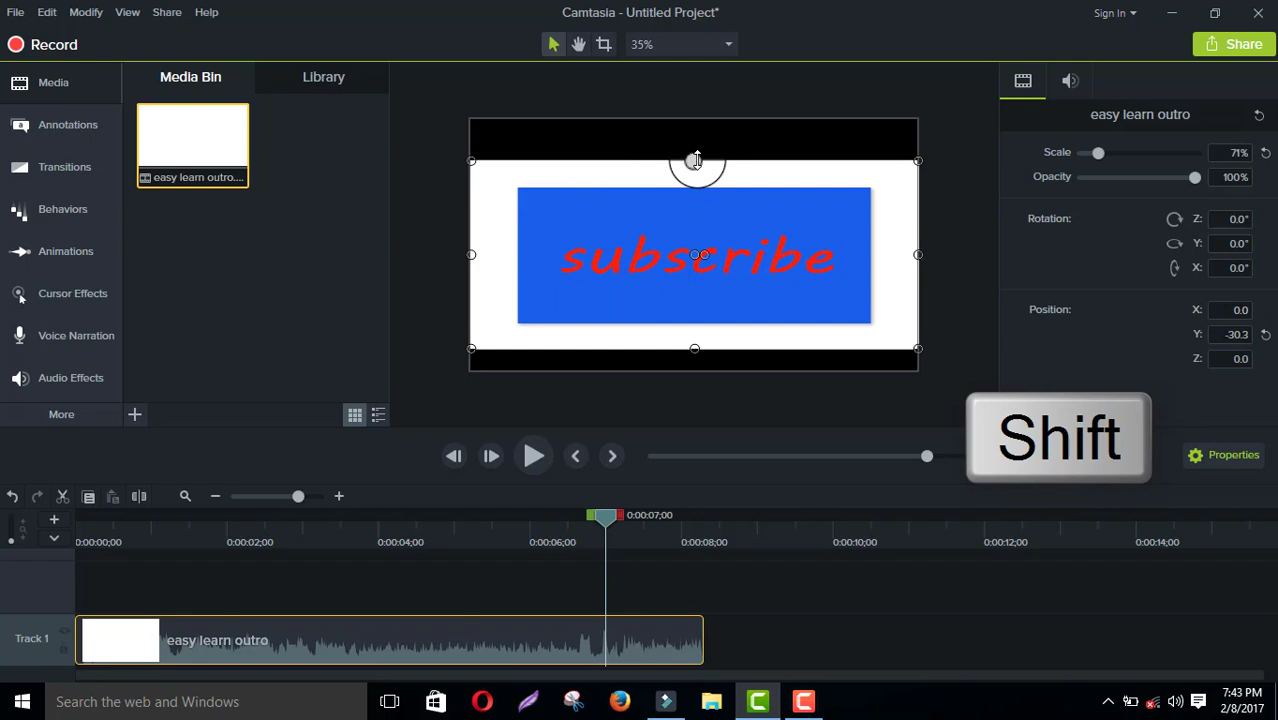 File Edit Modify View Share Help
Camtasia - Untitled Project*
Sign In
Record
35%
Share
Media
Annotations
Transitions
Behaviors
Animations
Cursor Effects
Voice Narration
Audio Effects
More
Media Bin
Library
easy learn outro....
subscribe
easy learn outro
Scale 71%
Opacity 100%
Rotation: Z: 0.0°
Y: 0.0°
X: 0.0°
Position: X: 0.0
Y: -30.3
Z: 0.0
Shift
Properties
0:00:07;00
0:00:00;00 0:00:02;00 0:00:04;00 0:00:06;00 0:00:08;00 0:00:10;00 0:00:12;00 0:00:14;00
Track 1
easy learn outro
Search the web and Windows
7:43 PM
2/8/2017